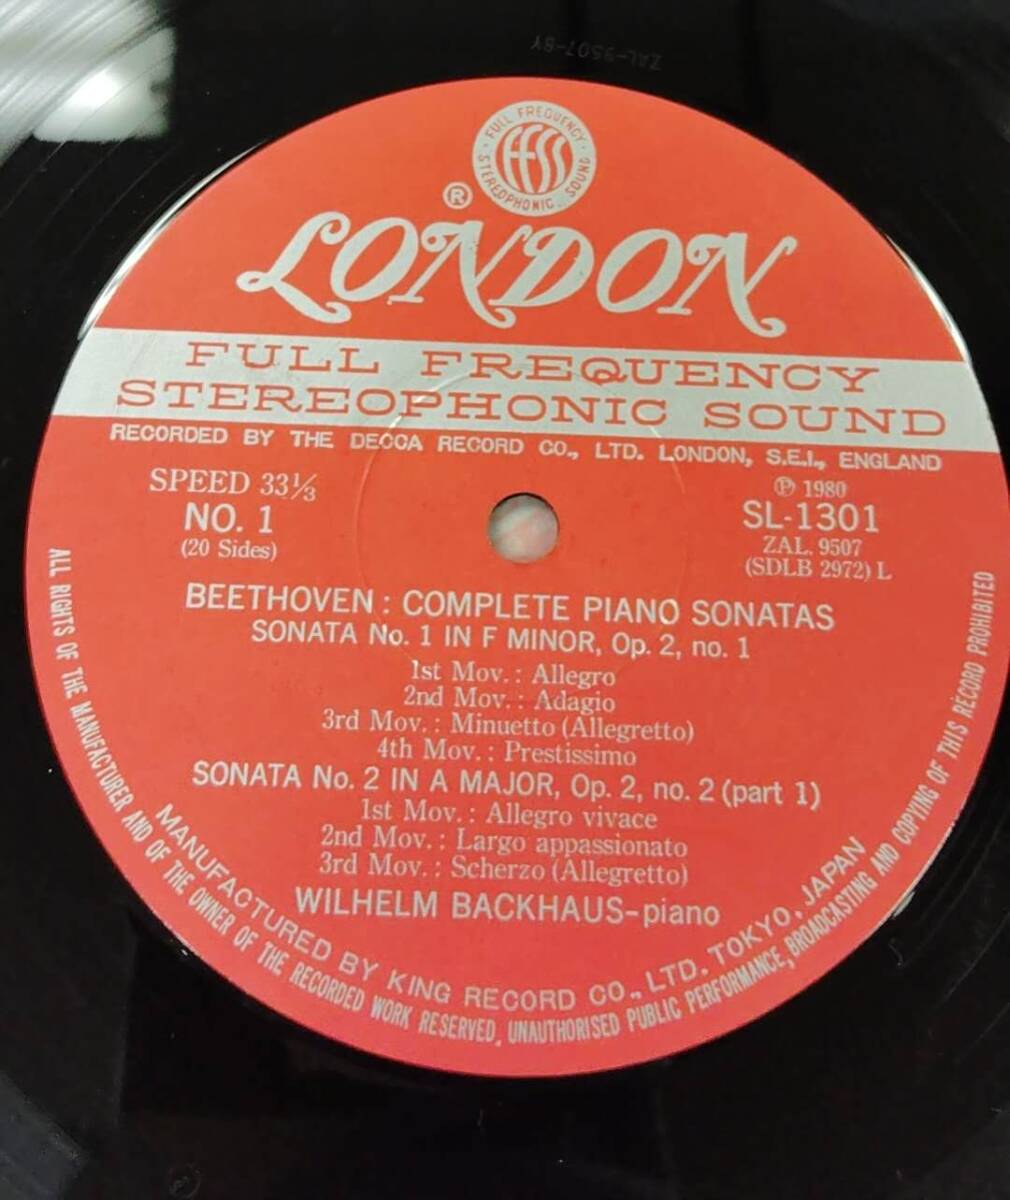 ZAL-9507-8Y
FULL FREQUENCY
STEREOPHONIC SOUND
FFSS
®
LONDON
FULL FREQUENCY
STEREOPHONIC SOUND
RECORDED BY THE DECCA RECORD CO., LTD. LONDON, S.E.I., ENGLAND
SPEED 33⅓
NO. 1
(20 Sides)
℗ 1980
SL-1301
ZAL. 9507
(SDLB 2972) L
BEETHOVEN : COMPLETE PIANO SONATAS
SONATA No. 1 IN F MINOR, Op. 2, no. 1
1st Mov. : Allegro
2nd Mov. : Adagio
3rd Mov. : Minuetto (Allegretto)
4th Mov. : Prestissimo
SONATA No. 2 IN A MAJOR, Op. 2, no. 2 (part 1)
1st Mov. : Allegro vivace
2nd Mov. : Largo appassionato
3rd Mov. : Scherzo (Allegretto)
WILHELM BACKHAUS-piano
MANUFACTURED BY KING RECORD CO., LTD. TOKYO, JAPAN
ALL RIGHTS OF THE MANUFACTURER AND OF THE OWNER OF THE RECORDED WORK RESERVED, UNAUTHORISED PUBLIC PERFORMANCE, BROADCASTING AND COPYING OF THIS RECORD PROHIBITED